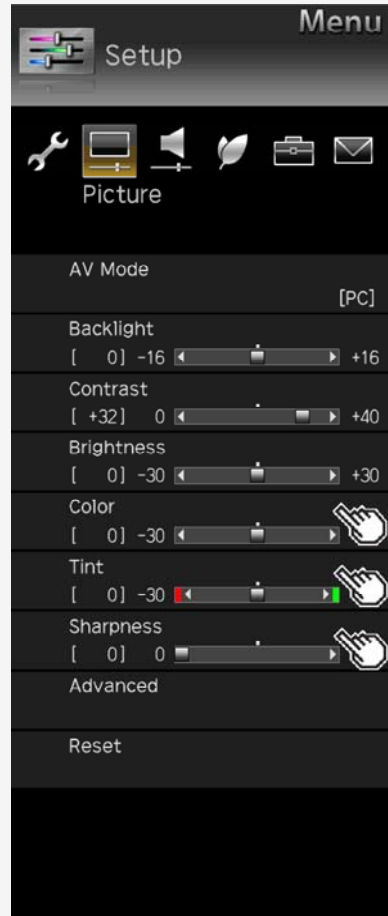 Menu
Setup
Picture
AV Mode
[PC]
Backlight
[ 0] -16 +16
Contrast
[ +32] 0 +40
Brightness
[ 0] -30 +30
Color
[ 0] -30
Tint
[ 0] -30
Sharpness
[ 0] 0
Advanced
Reset